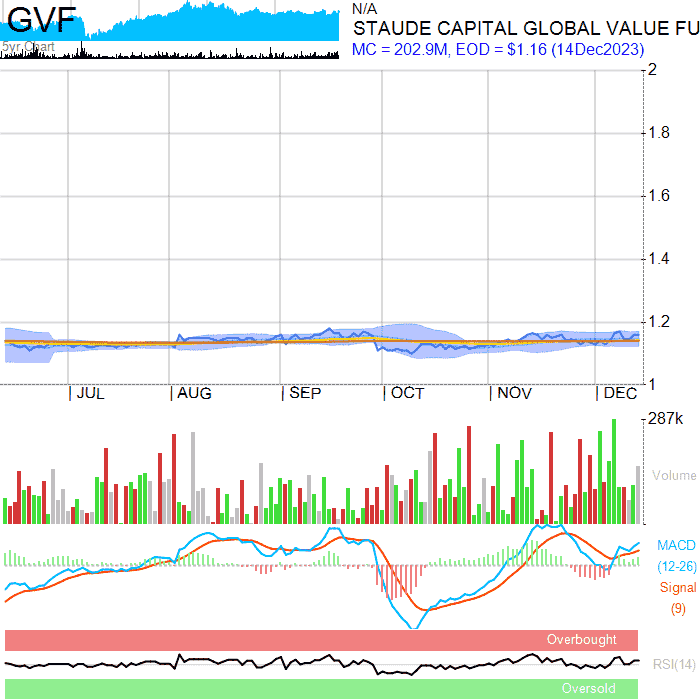 GVF
5yr Chart
N/A
STAUDE CAPITAL GLOBAL VALUE FU
MC = 202.9M, EOD = $1.16 (14Dec2023)
2
1.8
1.6
1.4
1.2
1
JUL AUG SEP OCT NOV DEC
287k
Volume
MACD
(12-26)
Signal
(9)
Overbought
RSI(14)
Oversold